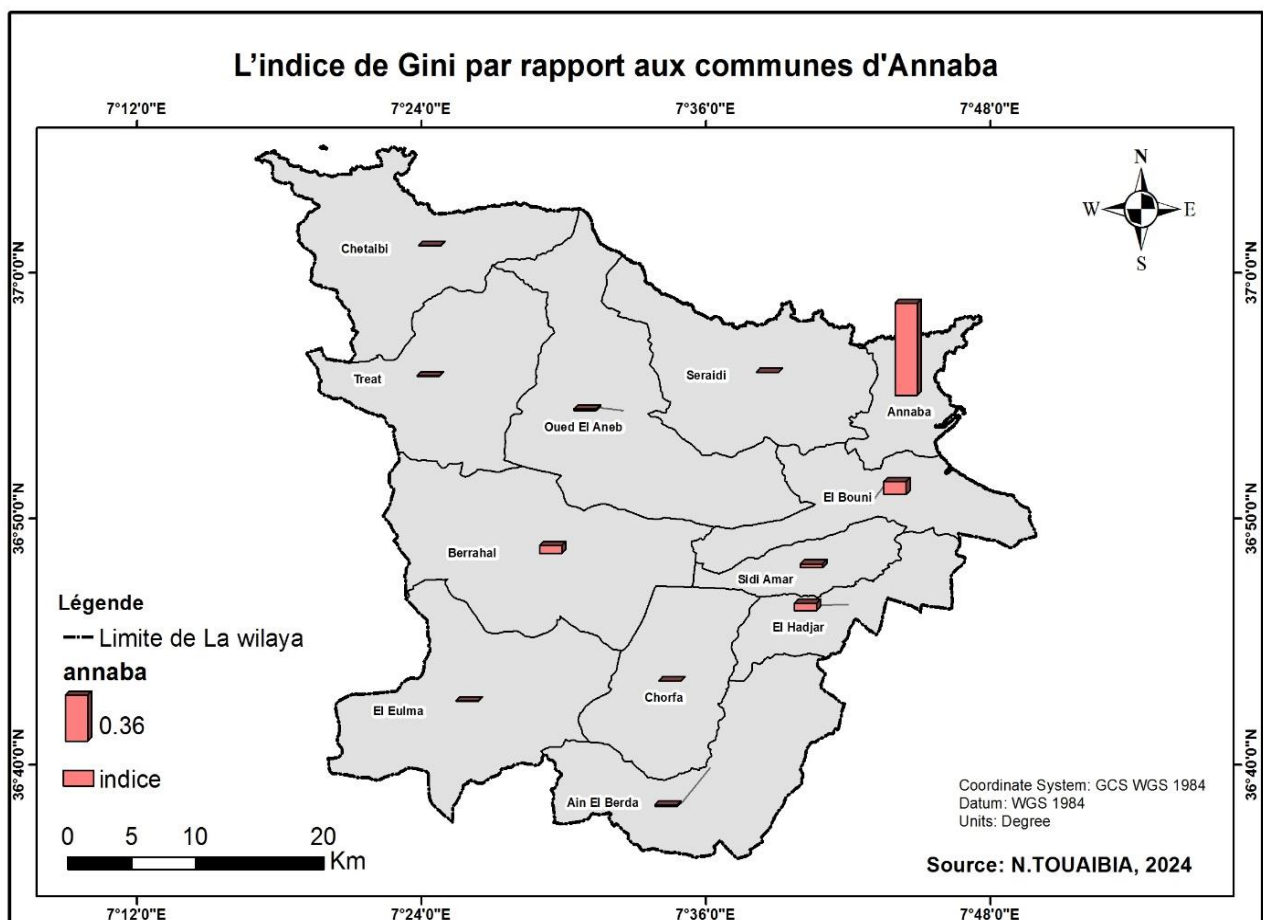 L'indice de Gini par rapport aux communes d'Annaba
7°12'0"E 7°24'0"E 7°36'0"E 7°48'0"E
N
W E
S
37°0'0"N 37°0'0"N
Chetaibi
Treat
Seraidi
Oued El Aneb
Annaba
El Bouni
36°50'0"N 36°50'0"N
Berrahal
Sidi Amar
El Hadjar
Chorfa
El Eulma
Ain El Berda
36°40'0"N 36°40'0"N
Légende
Limite de La wilaya
annaba
0.36
indice
0 5 10 20
Km
Coordinate System: GCS WGS 1984
Datum: WGS 1984
Units: Degree
Source: N.TOUAIBIA, 2024
7°12'0"E 7°24'0"E 7°36'0"E 7°48'0"E